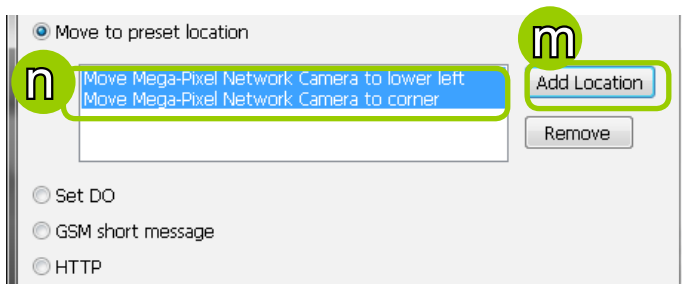 Move to preset location
m
n
Move Mega-Pixel Network Camera to lower left
Add Location
Move Mega-Pixel Network Camera to corner
Remove
Set DO
GSM short message
HTTP